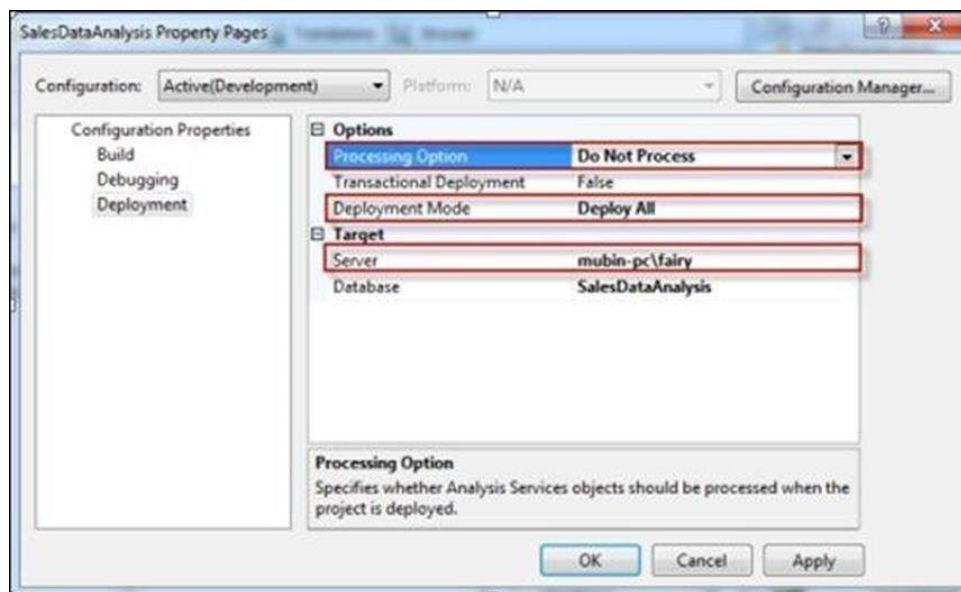 SalesDataAnalysis Property Pages
Configuration: Active(Development) Platform: N/A Configuration Manager...
Configuration Properties
Build
Debugging
Deployment
Options
Processing Option Do Not Process
Transactional Deployment False
Deployment Mode Deploy All
Target
Server mubin-pc\fairy
Database SalesDataAnalysis
Processing Option
Specifies whether Analysis Services objects should be processed when the
project is deployed.
OK Cancel Apply